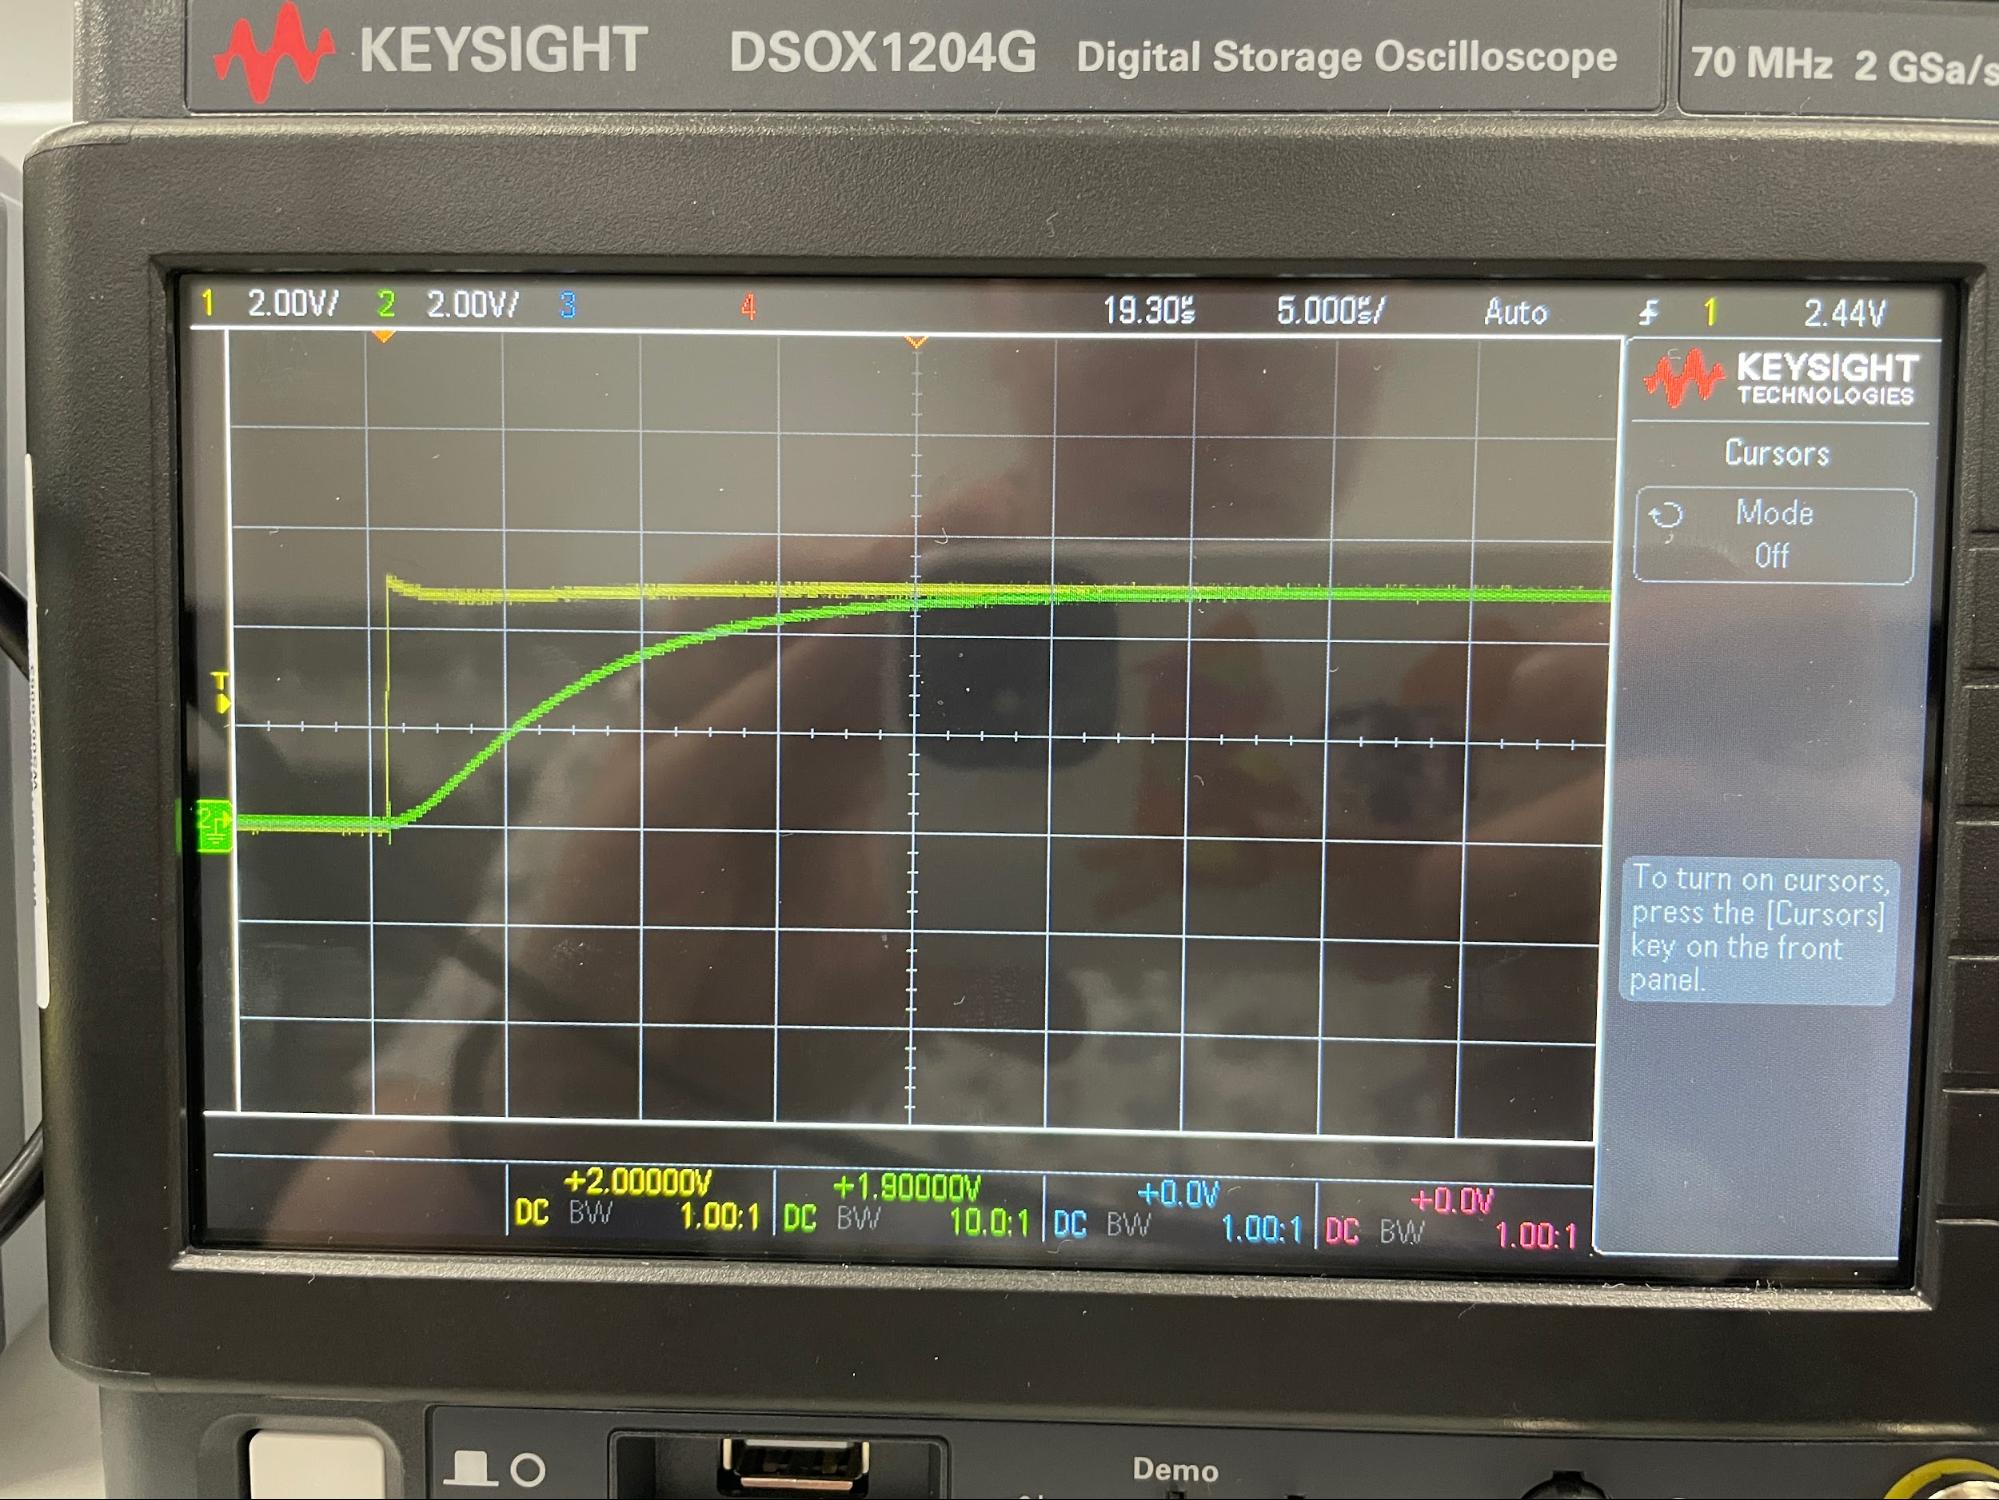 KEYSIGHT DSOX1204G Digital Storage Oscilloscope 70 MHz 2 GSa/s
1 2.00V/ 2 2.00V/ 3 4 19.30µs 5.000µs/ Auto 1 2.44V
KEYSIGHT
TECHNOLOGIES
Cursors
Mode
Off
T
2
To turn on cursors,
press the [Cursors]
key on the front
panel.
+2.00000V +1.90000V +0.0V +0.0V
DC BW 1.00:1 DC BW 10.0:1 DC BW 1.00:1 DC BW 1.00:1
Demo